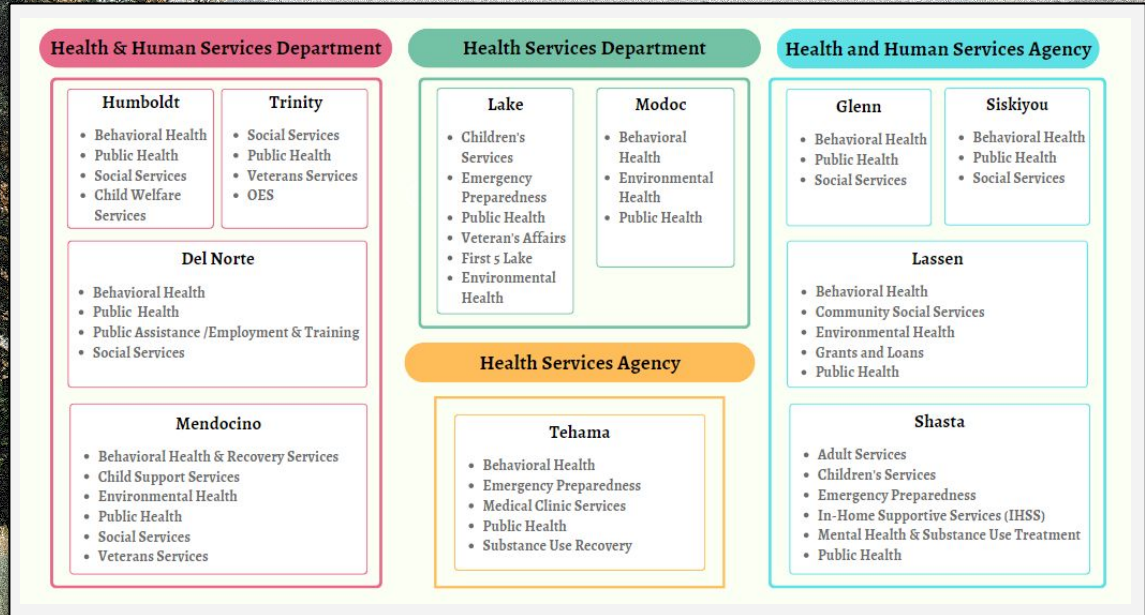 Health & Human Services Department
Humboldt
• Behavioral Health
• Public Health
• Social Services
• Child Welfare
Services
Trinity
• Social Services
• Public Health
• Veterans Services
• OES
Del Norte
• Behavioral Health
• Public Health
• Public Assistance /Employment & Training
• Social Services
Mendocino
• Behavioral Health & Recovery Services
• Child Support Services
• Environmental Health
• Public Health
• Social Services
• Veterans Services
Health Services Department
Lake
• Children's
Services
• Emergency
Preparedness
• Public Health
• Veteran's Affairs
• First 5 Lake
• Environmental
Health
Modoc
• Behavioral
Health
• Environmental
Health
• Public Health
Health Services Agency
Tehama
• Behavioral Health
• Emergency Preparedness
• Medical Clinic Services
• Public Health
• Substance Use Recovery
Health and Human Services Agency
Glenn
• Behavioral Health
• Public Health
• Social Services
Siskiyou
• Behavioral Health
• Public Health
• Social Services
Lassen
• Behavioral Health
• Community Social Services
• Environmental Health
• Grants and Loans
• Public Health
Shasta
• Adult Services
• Children's Services
• Emergency Preparedness
• In-Home Supportive Services (IHSS)
• Mental Health & Substance Use Treatment
• Public Health